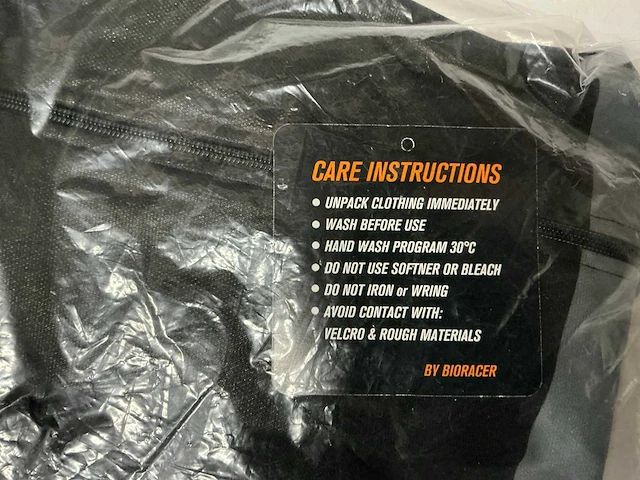 CARE INSTRUCTIONS
● UNPACK CLOTHING IMMEDIATELY
● WASH BEFORE USE
● HAND WASH PROGRAM 30°C
● DO NOT USE SOFTNER OR BLEACH
● DO NOT IRON or WRING
● AVOID CONTACT WITH:
VELCRO & ROUGH MATERIALS
BY BIORACER